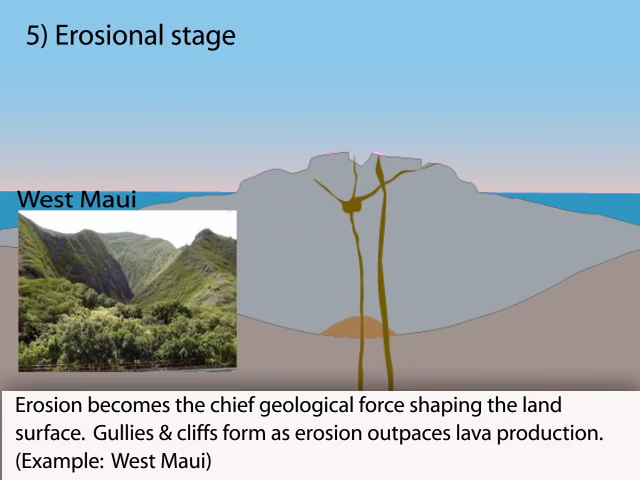 5) Erosional stage
West Maui
Erosion becomes the chief geological force shaping the land
surface.  Gullies & cliffs form as erosion outpaces lava production.
(Example:  West Maui)